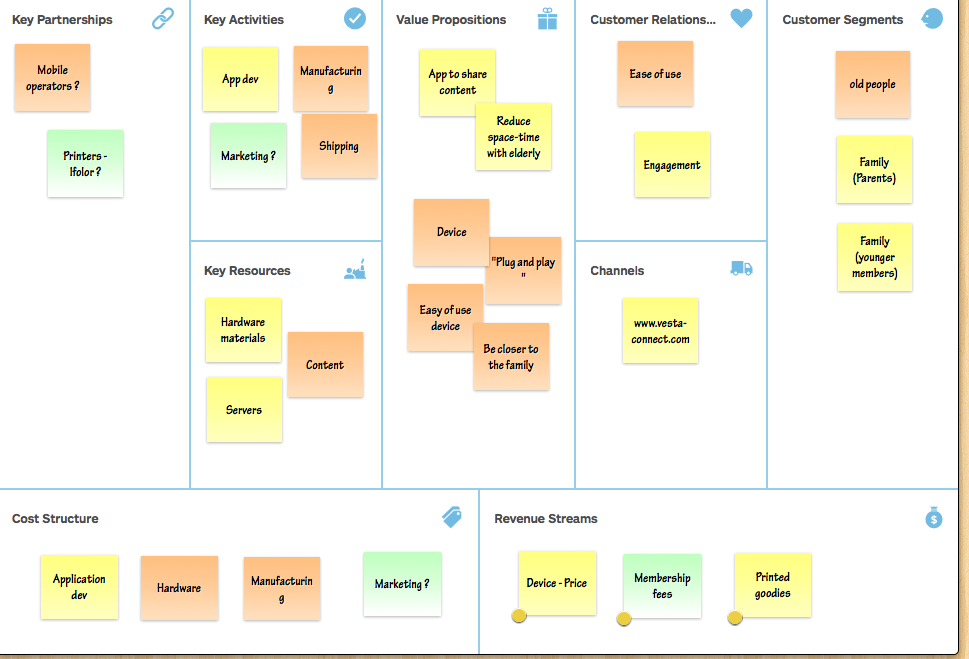 Key Partnerships
Mobile
operators ?
Printers -
Ifolor ?
Key Activities
App dev
Manufacturin
g
Marketing ?
Shipping
Key Resources
Hardware
materials
Content
Servers
Value Propositions
App to share
content
Reduce
space-time
with elderly
Device
"Plug and play
"
Easy of use
device
Be closer to
the family
Customer Relations...
Ease of use
Engagement
Channels
www.vesta-
connect.com
Customer Segments
old people
Family
(Parents)
Family
(younger
members)
Cost Structure
Application
dev
Hardware
Manufacturin
g
Marketing ?
Revenue Streams
$
Device - Price
Membership
fees
Printed
goodies